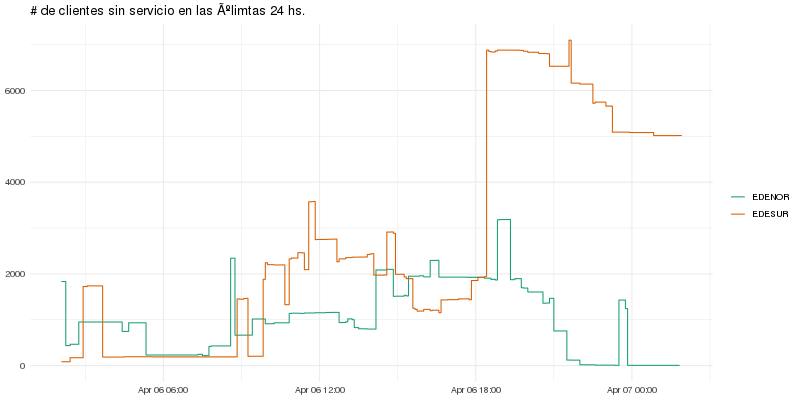 # de clientes sin servicio en las Ãºlimtas 24 hs.
6000
4000
2000
0
Apr 06 06:00
Apr 06 12:00
Apr 06 18:00
Apr 07 00:00
EDENOR
EDESUR